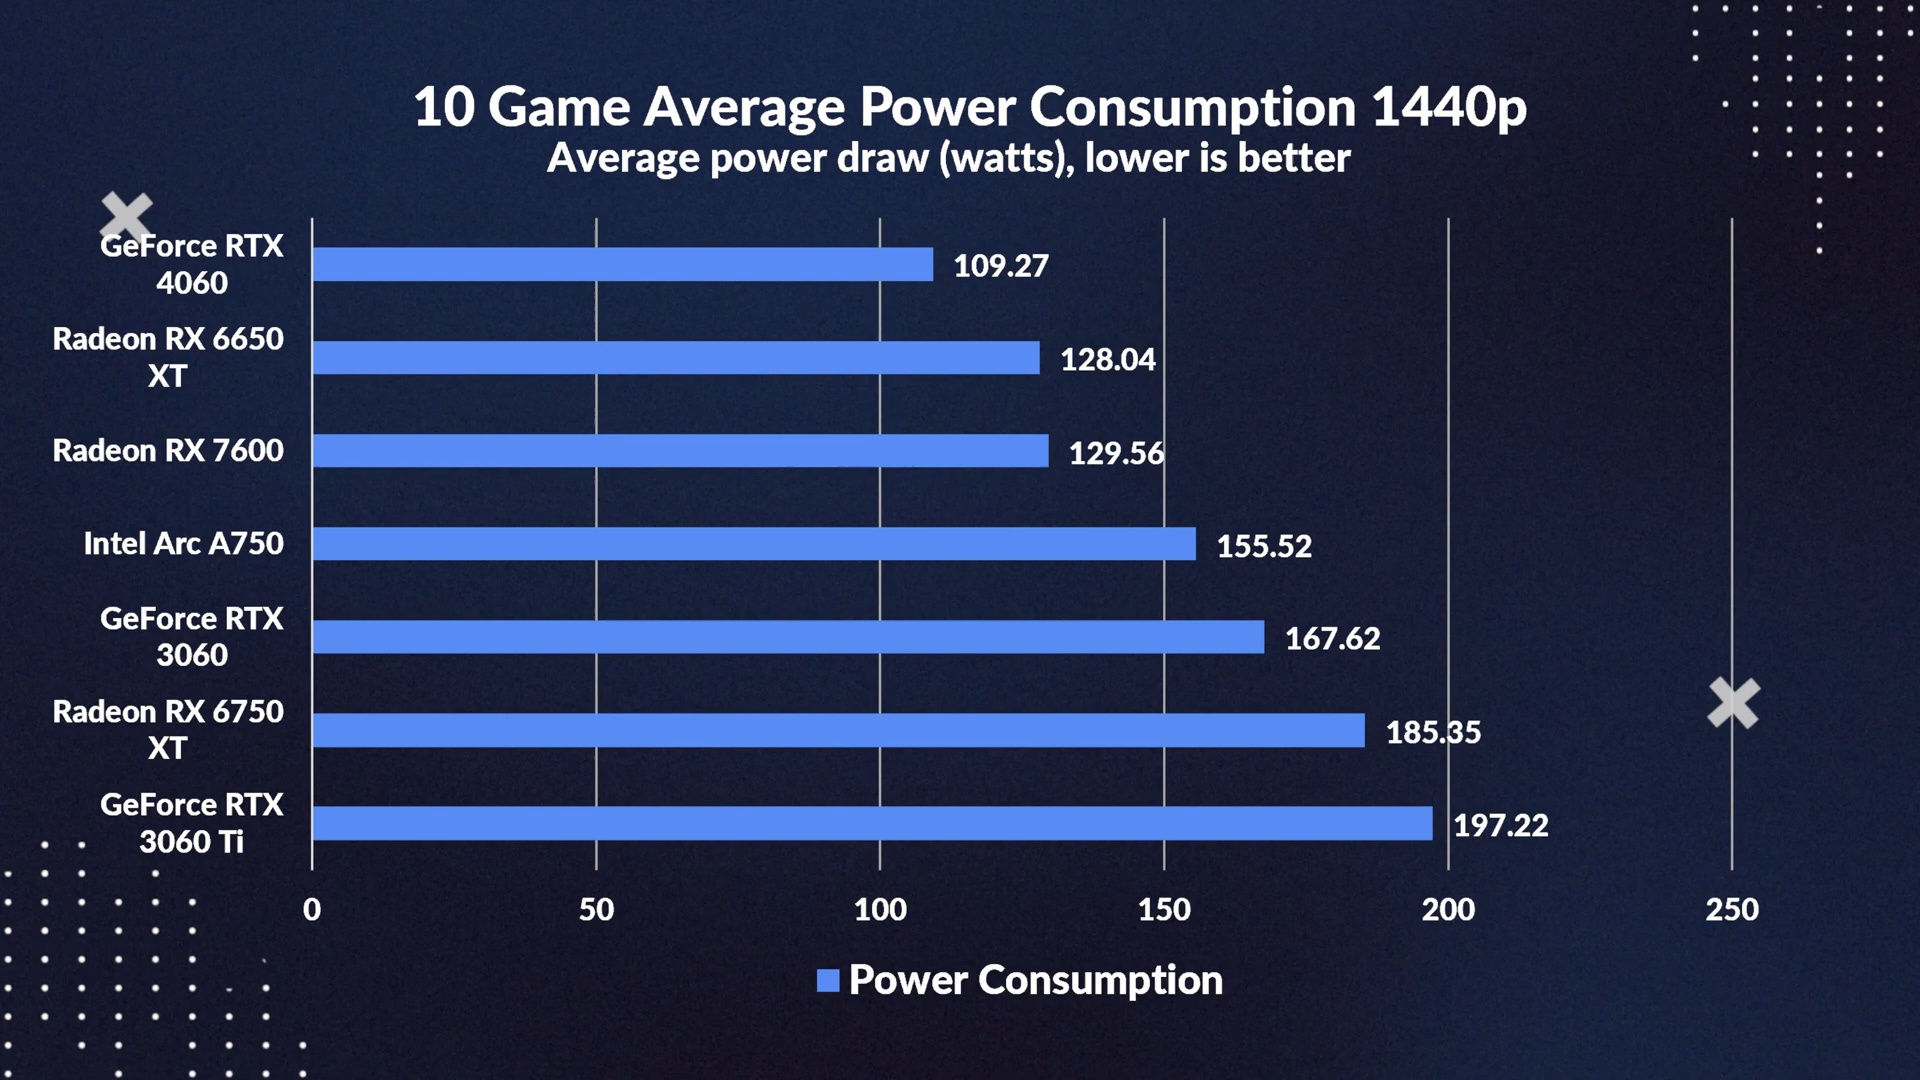 10 Game Average Power Consumption 1440p
Average power draw (watts), lower is better
GeForce RTX
4060
109.27
Radeon RX 6650
XT
128.04
Radeon RX 7600
129.56
Intel Arc A750
155.52
GeForce RTX
3060
167.62
Radeon RX 6750
XT
185.35
GeForce RTX
3060 Ti
197.22
0 50 100 150 200 250
Power Consumption